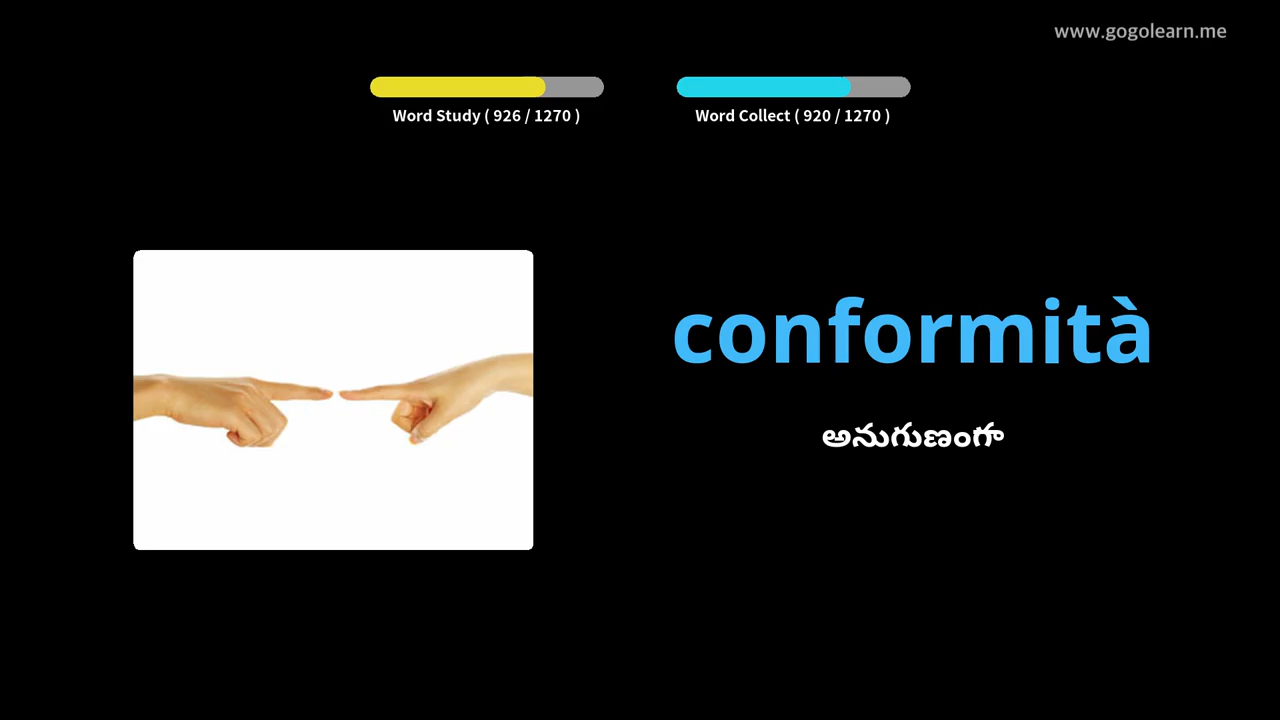 www.gogolearn.me
Word Study ( 926 / 1270 )
Word Collect ( 920 / 1270 )
conformità
అనుగుణంగా